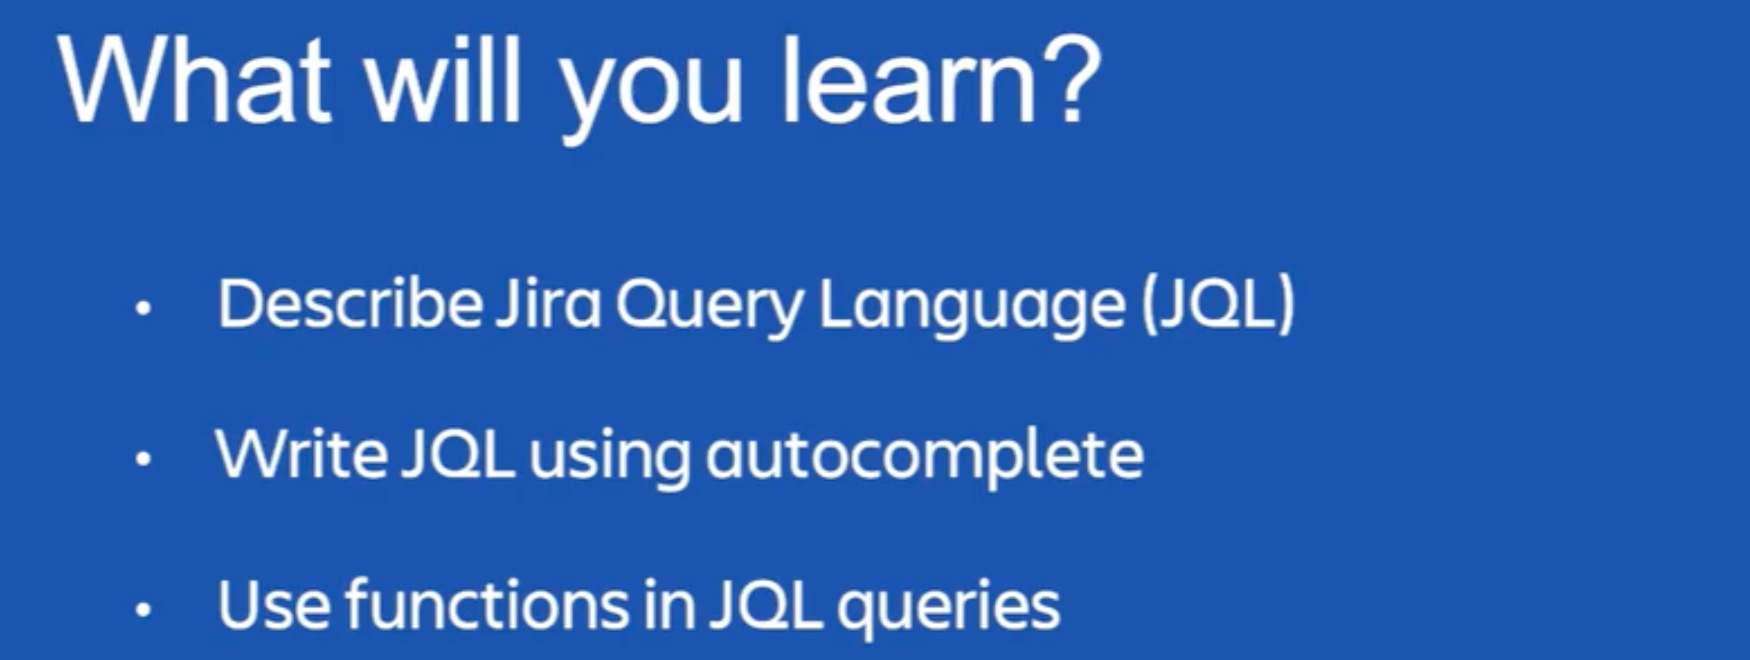 What will you learn?
• Describe Jira Query Language (JQL)
• Write JQL using autocomplete
• Use functions in JQL queries